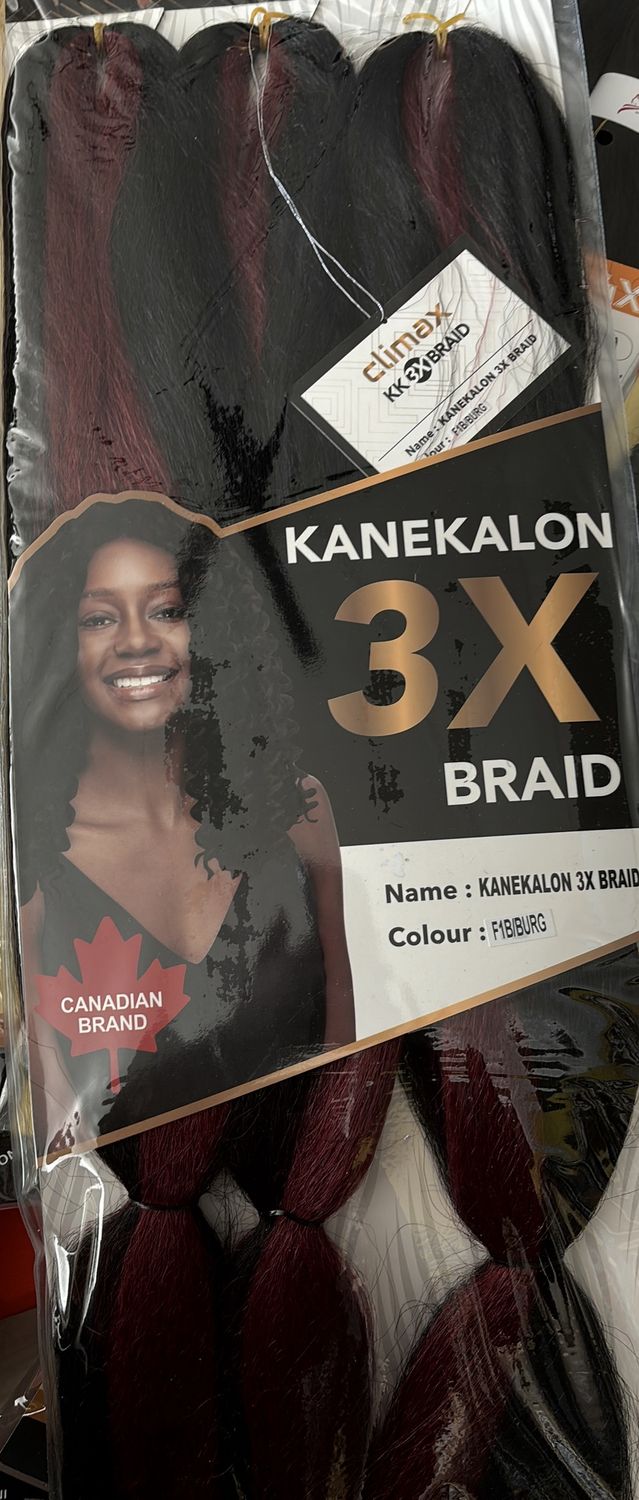 climax
KK 3X BRAID
Name : KANEKALON 3X BRAID
our : F1B/BURG
KANEKALON
3X
BRAID
Name : KANEKALON 3X BRAID
Colour : F1B/BURG
CANADIAN
BRAND